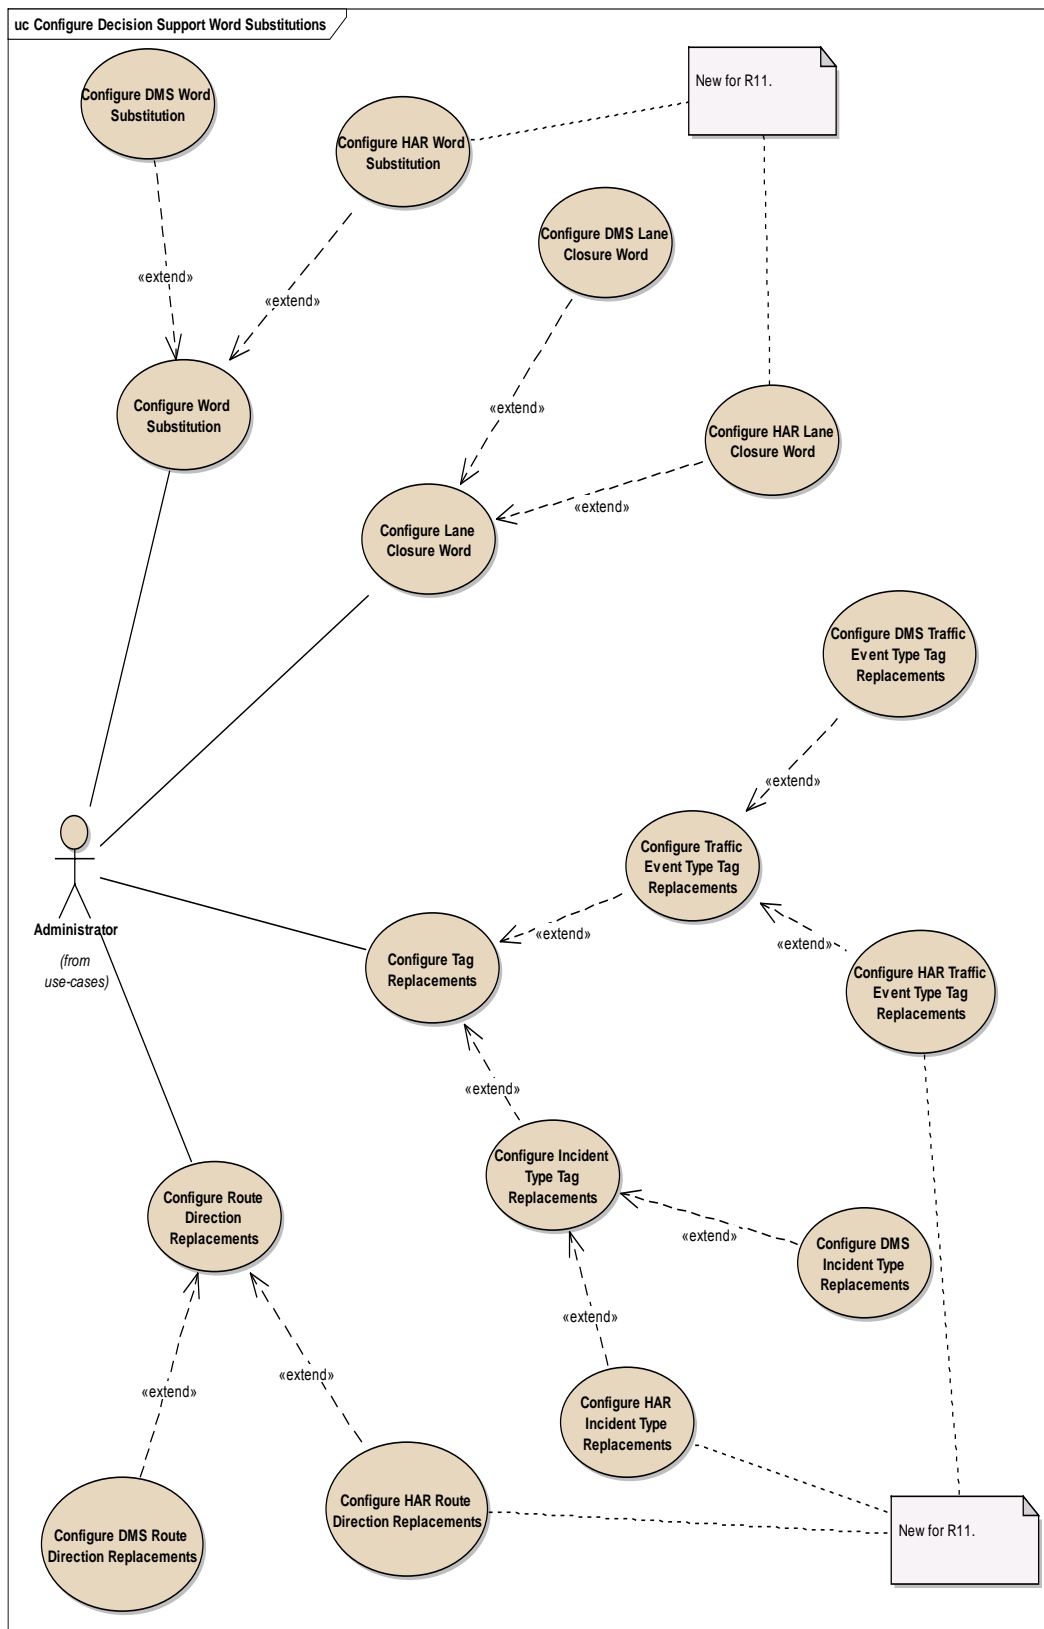 uc Configure Decision Support Word Substitutions
Configure DMS Word
Substitution
New for R11.
Configure HAR Word
Substitution
Configure DMS Lane
Closure Word
«extend»
«extend»
Configure Word
Substitution
«extend»
Configure HAR Lane
Closure Word
«extend»
Configure Lane
Closure Word
Configure DMS Traffic
Event Type Tag
Replacements
«extend»
Configure Traffic
Event Type Tag
Replacements
Administrator
(from
use-cases)
«extend»
«extend»
Configure Tag
Replacements
Configure HAR Traffic
Event Type Tag
Replacements
«extend»
Configure Incident
Type Tag
Replacements
Configure Route
Direction
Replacements
«extend»
Configure DMS
Incident Type
Replacements
«extend»
«extend»
«extend»
Configure HAR
Incident Type
Replacements
Configure HAR Route
Direction Replacements
Configure DMS Route
Direction Replacements
New for R11.